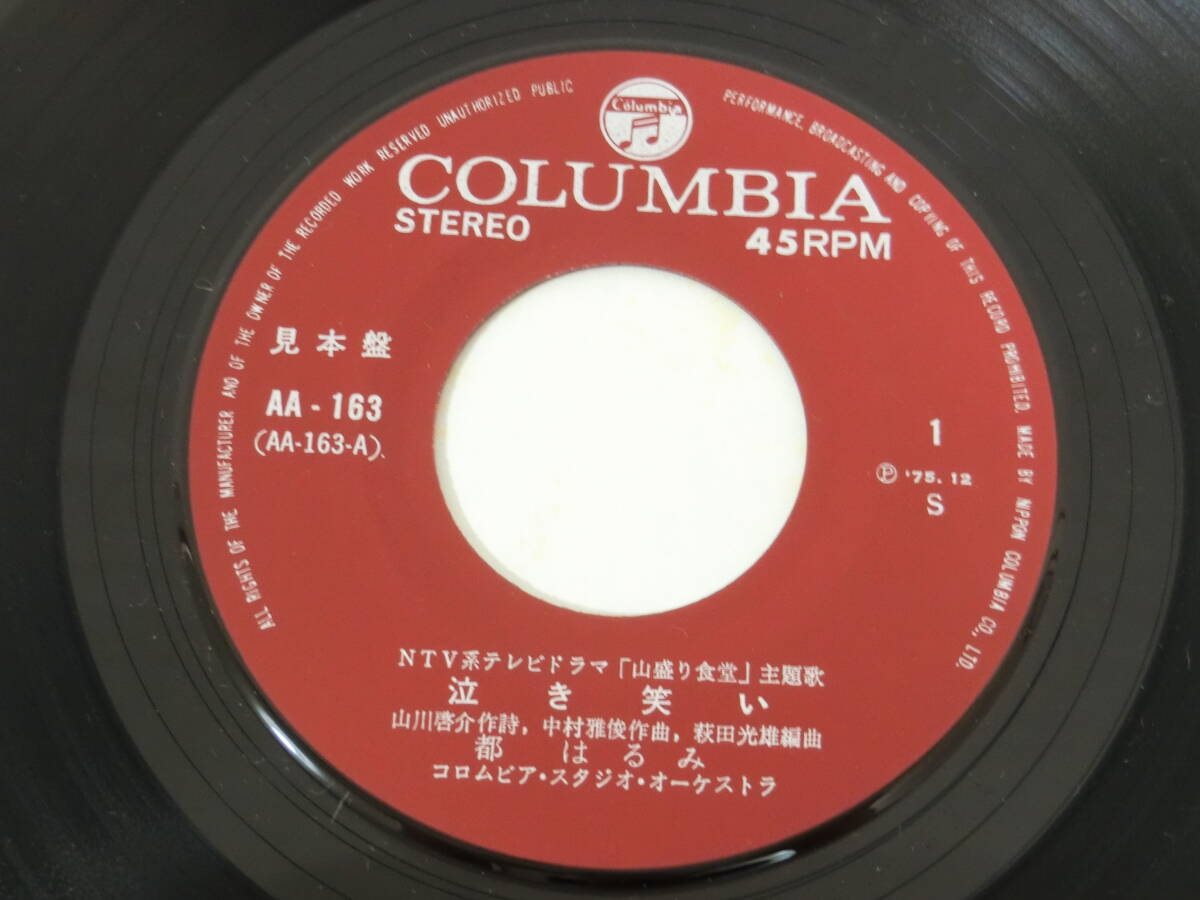 Columbia
COLUMBIA
STEREO
45RPM
見本盤
AA - 163
(AA-163-A)
1
Ⓟ '75. 12
S
NTV系テレビドラマ「山盛り食堂」主題歌
泣き笑い
山川啓介作詩, 中村雅俊作曲, 萩田光雄編曲
都はるみ
コロムビア・スタジオ・オーケストラ
ALL RIGHTS OF THE MANUFACTURER AND OF THE OWNER OF THE RECORDED WORK RESERVED UNAUTHORIZED PUBLIC PERFORMANCE, BROADCASTING AND COPYING OF THIS RECORD PROHIBITED. MADE BY NIPPON COLUMBIA CO., LTD.